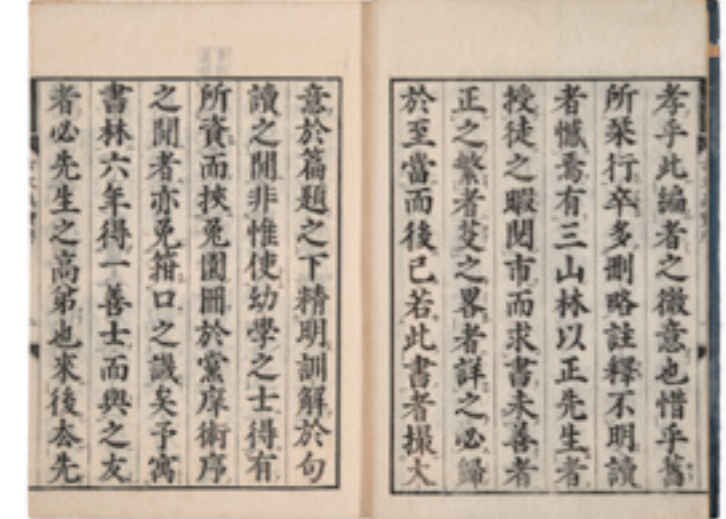 孝乎此編者之微意也惜乎舊
所栞行卒多刪略註釋不明讀
者憾焉有三山林以正先生者
授徒之暇閱市而求書未善者
正之繁者芟之畧者詳之必歸
於至當而後已若此書者撮大
意於篇題之下精明訓解於句
讀之閒非惟使幼學之士得有
所資而挾兔園冊於黨庠術序
之閒者亦免箝口之譏矣予寓
書林六年得一善士而與之友
者必先生之高弟也來後叅先